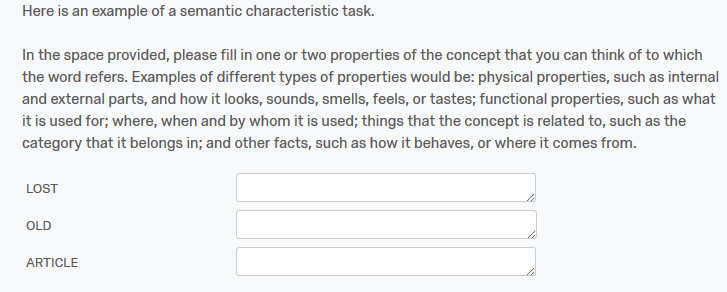 Here is an example of a semantic characteristic task.
In the space provided, please fill in one or two properties of the concept that you can think of to which
the word refers. Examples of different types of properties would be: physical properties, such as internal
and external parts, and how it looks, sounds, smells, feels, or tastes; functional properties, such as what
it is used for; where, when and by whom it is used; things that the concept is related to, such as the
category that it belongs in; and other facts, such as how it behaves, or where it comes from.
LOST
OLD
ARTICLE